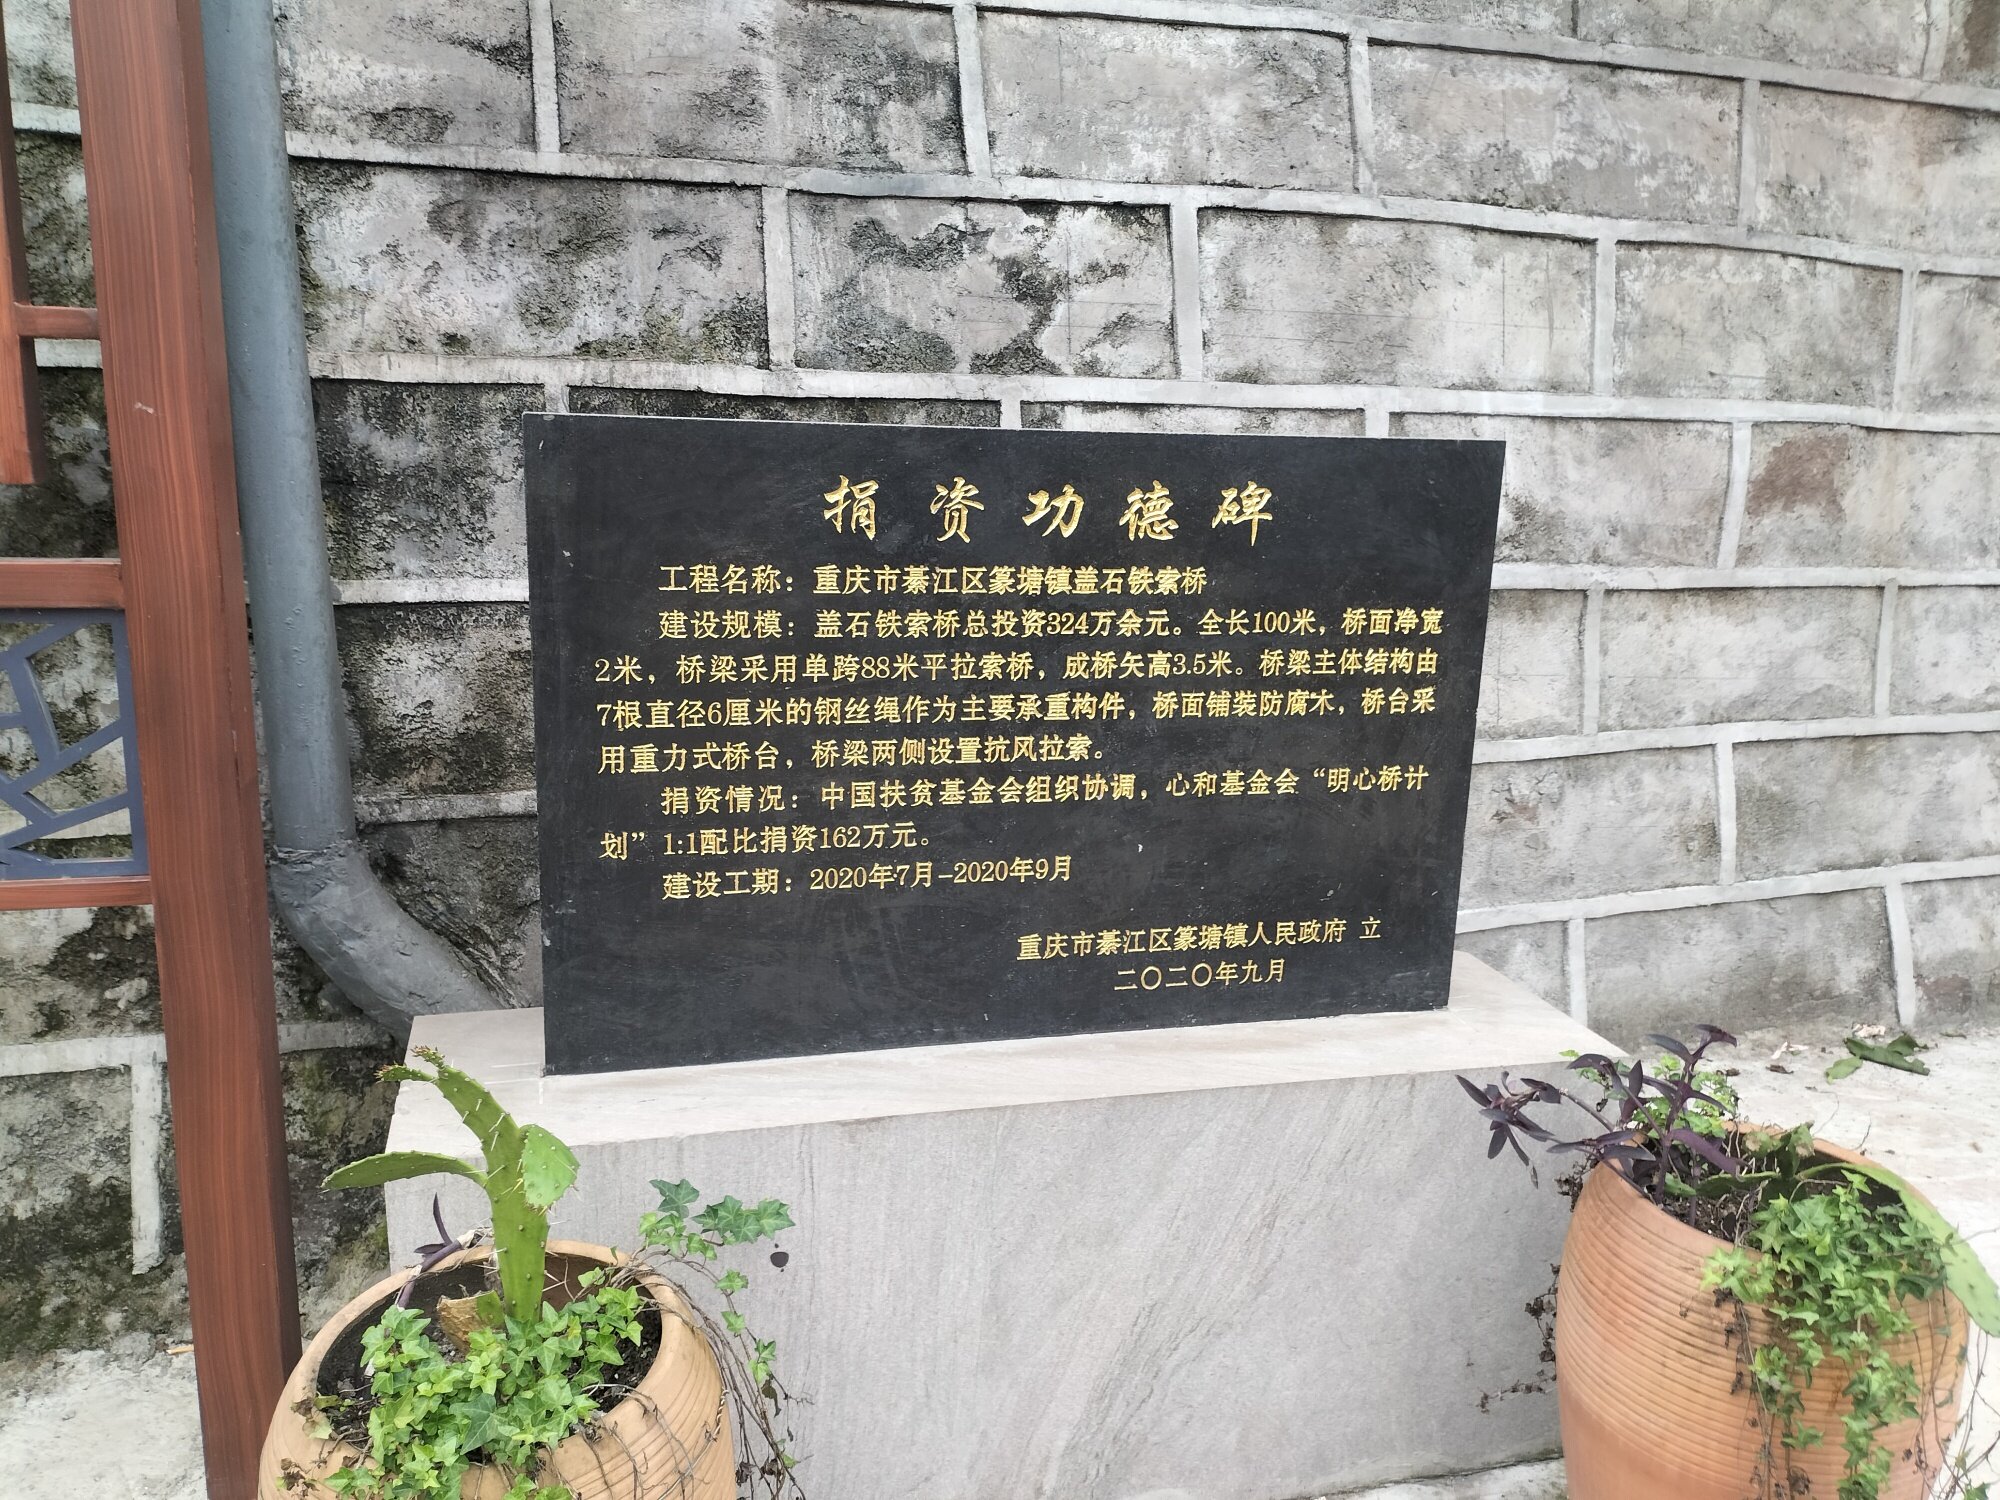 捐资功德碑
工程名称：重庆市綦江区篆塘镇盖石铁索桥
建设规模：盖石铁索桥总投资324万余元。全长100米，桥面净宽
2米，桥梁采用单跨88米平拉索桥，成桥矢高3.5米。桥梁主体结构由
7根直径6厘米的钢丝绳作为主要承重构件，桥面铺装防腐木，桥台采
用重力式桥台，桥梁两侧设置抗风拉索。
捐资情况：中国扶贫基金会组织协调，心和基金会“明心桥计
划”1:1配比捐资162万元。
建设工期：2020年7月-2020年9月
重庆市綦江区篆塘镇人民政府 立
二〇二〇年九月